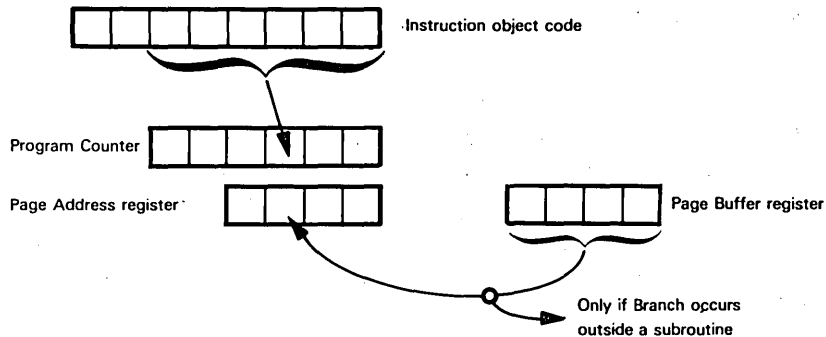 Instruction object code
Program Counter
Page Address register
Page Buffer register
Only if Branch occurs
outside a subroutine